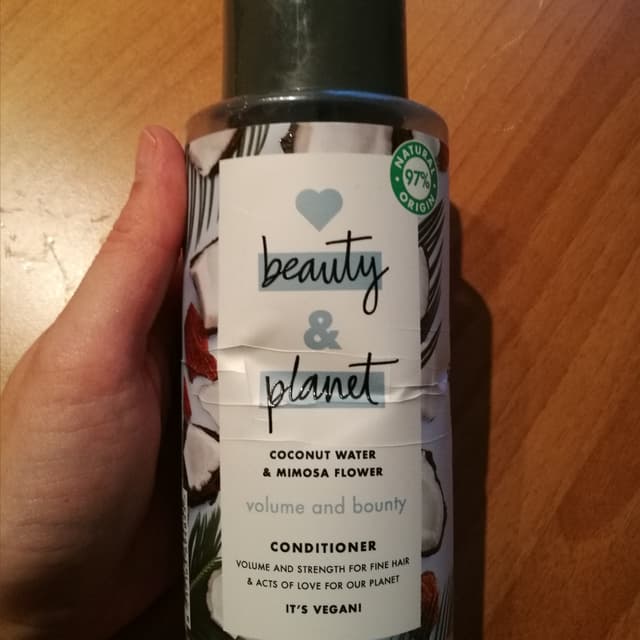 NATURAL
97%
ORIGIN
beauty
&
planet
COCONUT WATER
& MIMOSA FLOWER
volume and bounty
CONDITIONER
VOLUME AND STRENGTH FOR FINE HAIR
& ACTS OF LOVE FOR OUR PLANET
IT'S VEGAN!